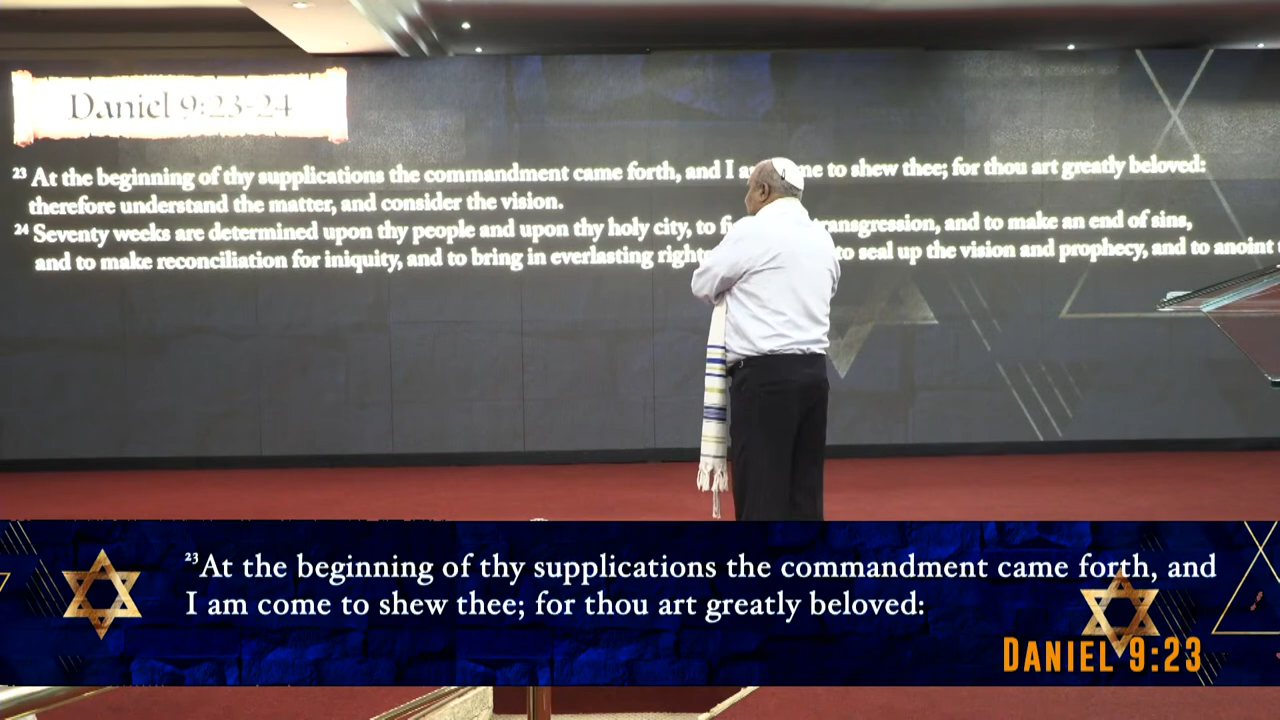 Daniel 9:23-24
23 At the beginning of thy supplications the commandment came forth, and I me to shew thee; for thou art greatly beloved:
therefore understand the matter, and consider the vision.
24 Seventy weeks are determined upon thy people and upon thy holy city, to ransgression, and to make an end of sins,
and to make reconciliation for iniquity, and to bring in everlasting to seal up the vision and prophecy, and to anoint
23 At the beginning of thy supplications the commandment came forth, and
I am come to shew thee; for thou art greatly beloved:
DANIEL 9:23